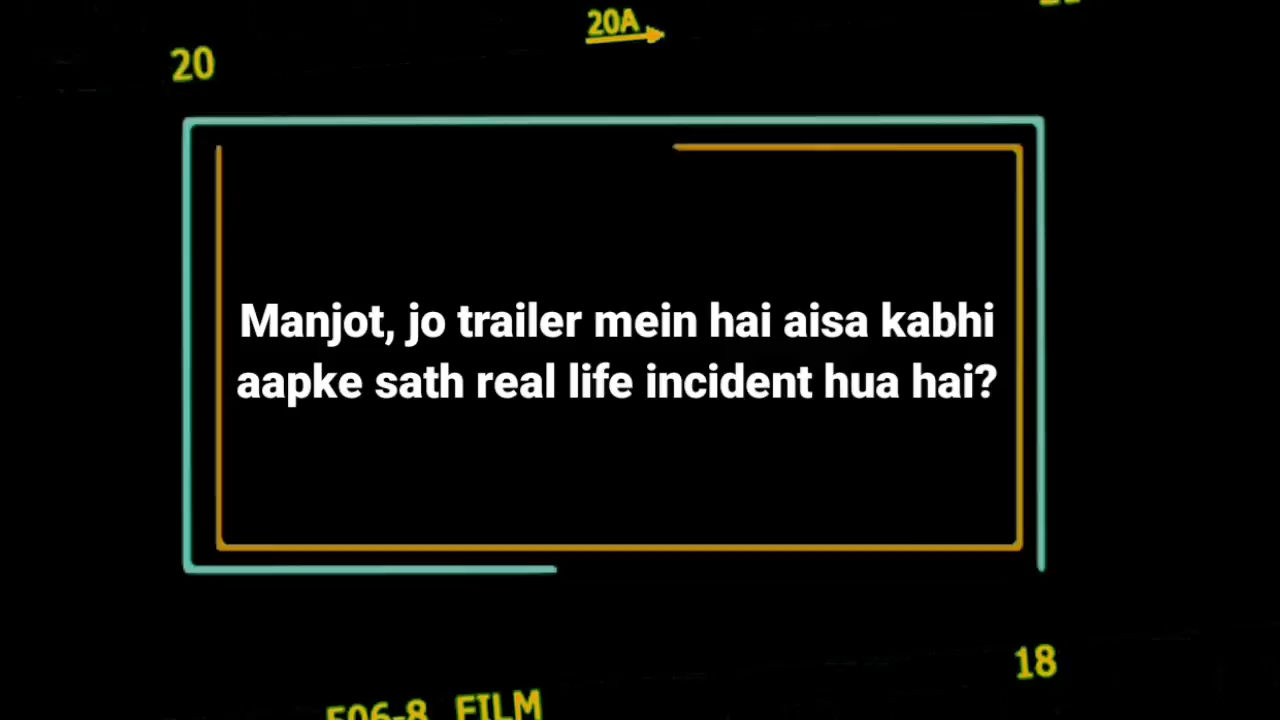 20A
20
Manjot, jo trailer mein hai aisa kabhi
aapke sath real life incident hua hai?
18
FILM